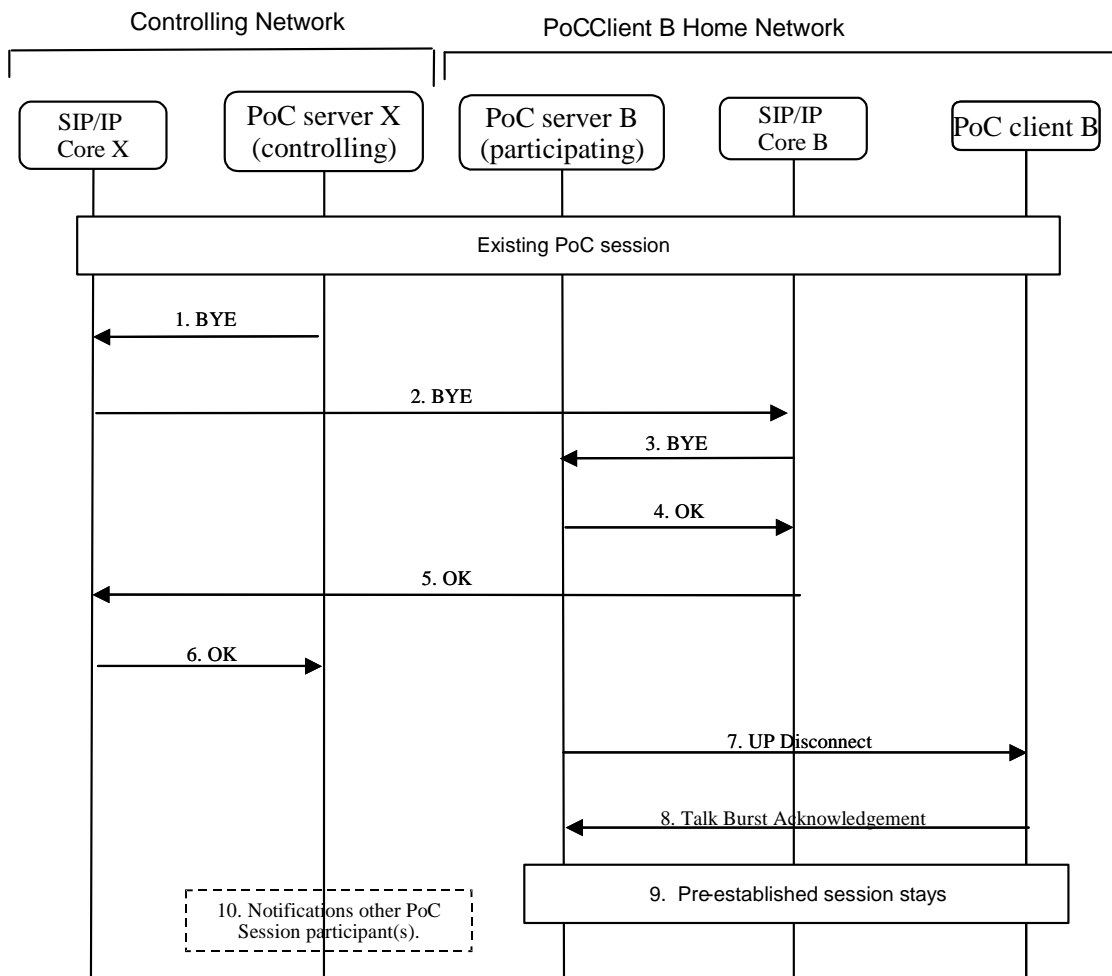 Controlling Network
PoCClient B Home Network
SIP/IP
Core X
PoC server X
(controlling)
PoC server B
(participating)
SIP/IP
Core B
PoC client B
Existing PoC session
1. BYE
2. BYE
3. BYE
4. OK
5. OK
6. OK
7. UP Disconnect
8. Talk Burst Acknowledgement
9. Pre-established session stays
10. Notifications other PoC
Session participant(s).